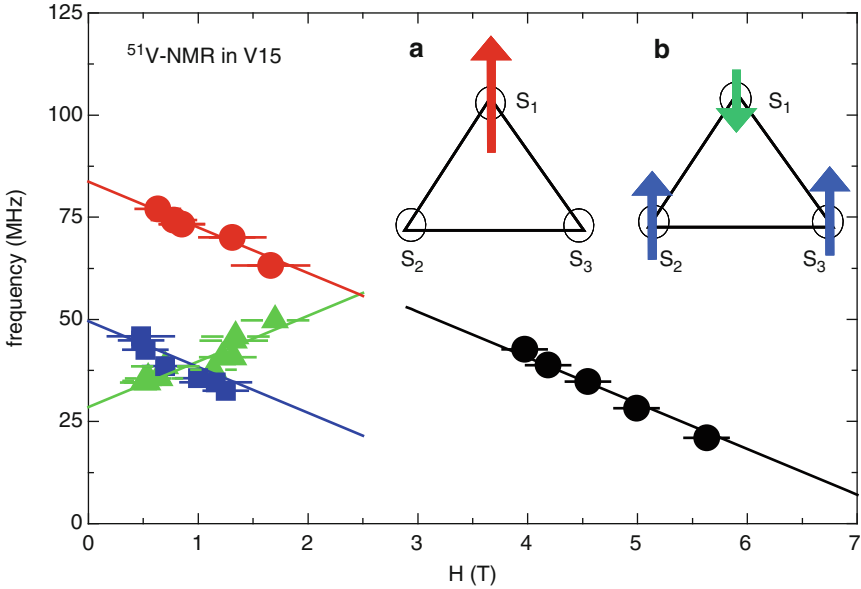 125
100
75
50
25
0
frequency (MHz)
⁵¹V-NMR in V15
a
b
S₁
S₂
S₃
S₁
S₂
S₃
0 1 2 3 4 5 6 7
H (T)